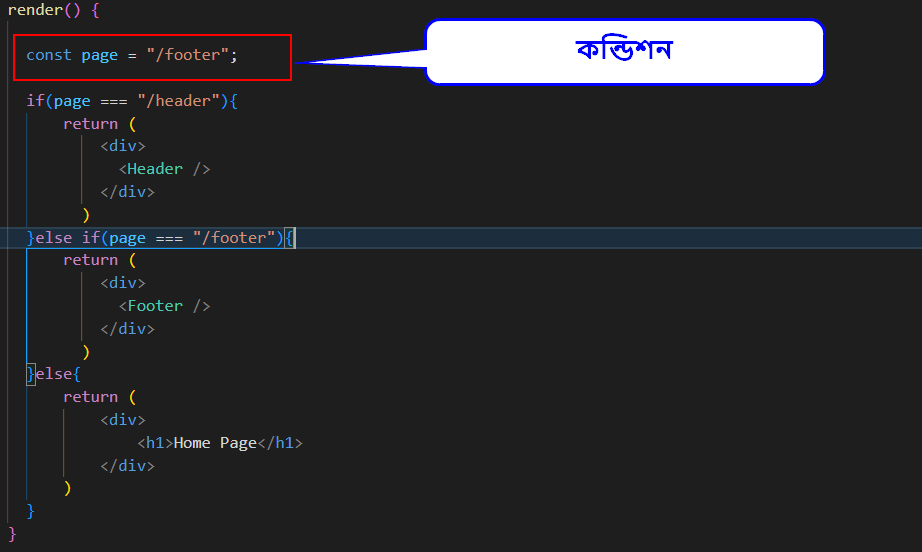 render() {
কন্ডিশন
const page = "/footer";
if(page === "/header"){
return (
<div>
<Header />
</div>
)
}else if(page === "/footer"){
return (
<div>
<Footer />
</div>
)
}else{
return (
<div>
<h1>Home Page</h1>
</div>
)
}
}